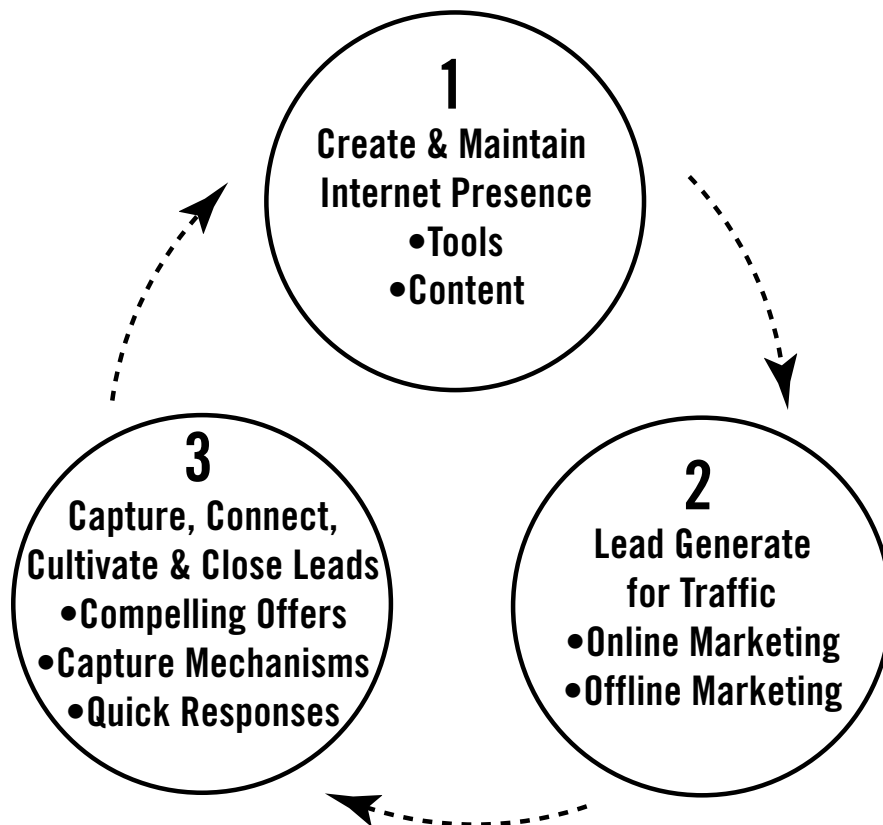 1
Create & Maintain
Internet Presence
•Tools
•Content
2
Lead Generate
for Traffic
•Online Marketing
•Offline Marketing
3
Capture, Connect,
Cultivate & Close Leads
•Compelling Offers
•Capture Mechanisms
•Quick Responses